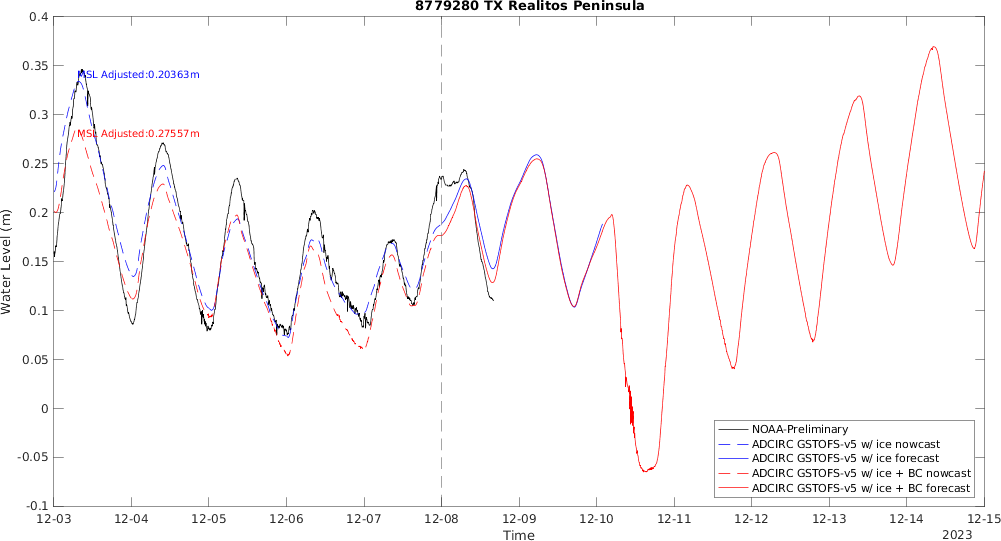 8779280 TX Realitos Peninsula
0.4
0.35
0.3
0.25
0.2
0.15
0.1
0.05
0
-0.05
-0.1
Water Level (m)
MSL Adjusted:0.20363m
MSL Adjusted:0.27557m
NOAA-Preliminary
ADCIRC GSTOFS-v5 w/ ice nowcast
ADCIRC GSTOFS-v5 w/ ice forecast
ADCIRC GSTOFS-v5 w/ ice + BC nowcast
ADCIRC GSTOFS-v5 w/ ice + BC forecast
12-03 12-04 12-05 12-06 12-07 12-08 12-09 12-10 12-11 12-12 12-13 12-14 12-15
Time
2023